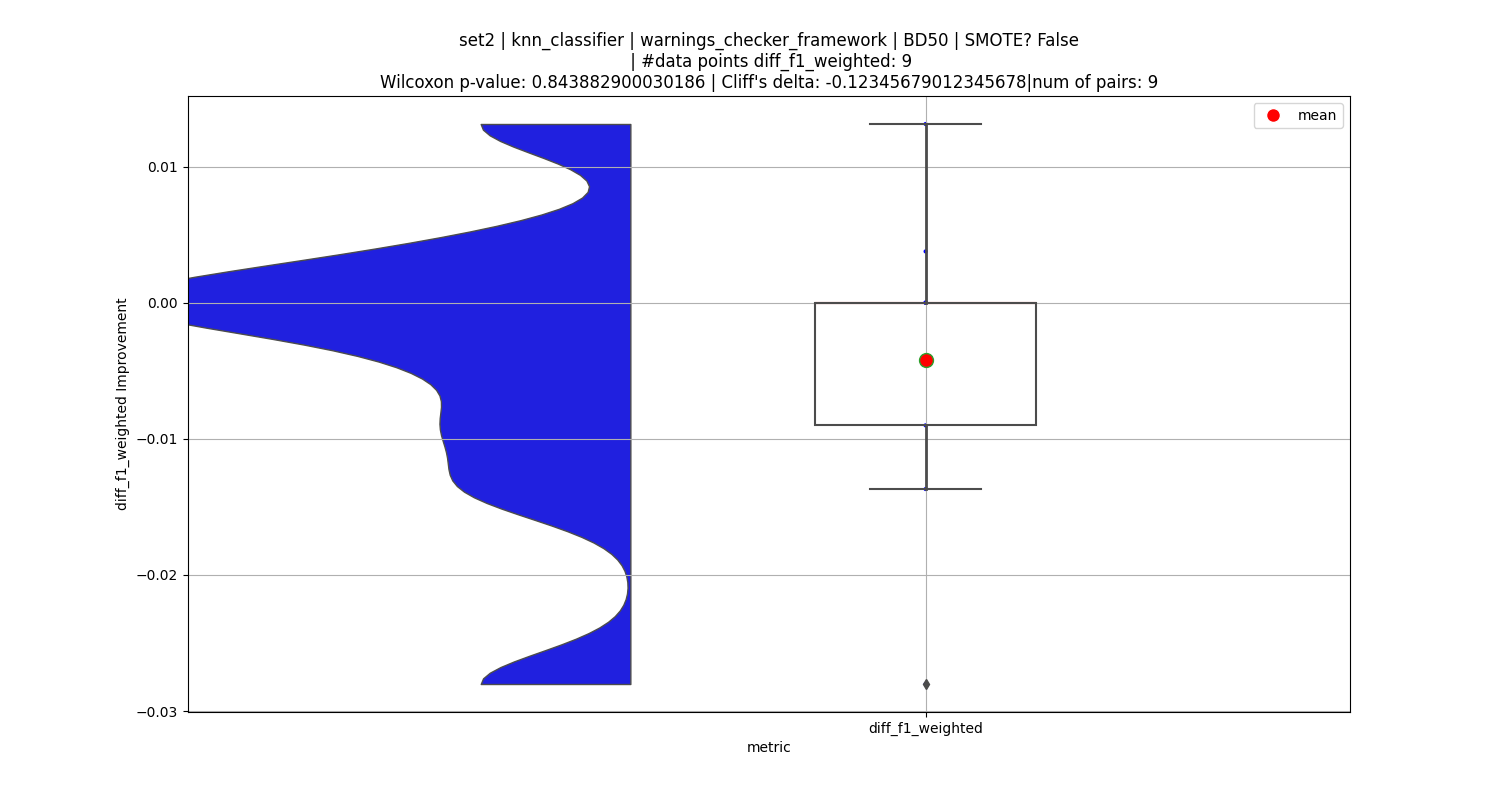 set2 | knn_classifier | warnings_checker_framework | BD50 | SMOTE? False
| #data points diff_f1_weighted: 9
Wilcoxon p-value: 0.843882900030186 | Cliff's delta: -0.12345679012345678|num of pairs: 9
mean
0.01
0.00
−0.01
−0.02
−0.03
diff_f1_weighted Improvement
diff_f1_weighted
metric